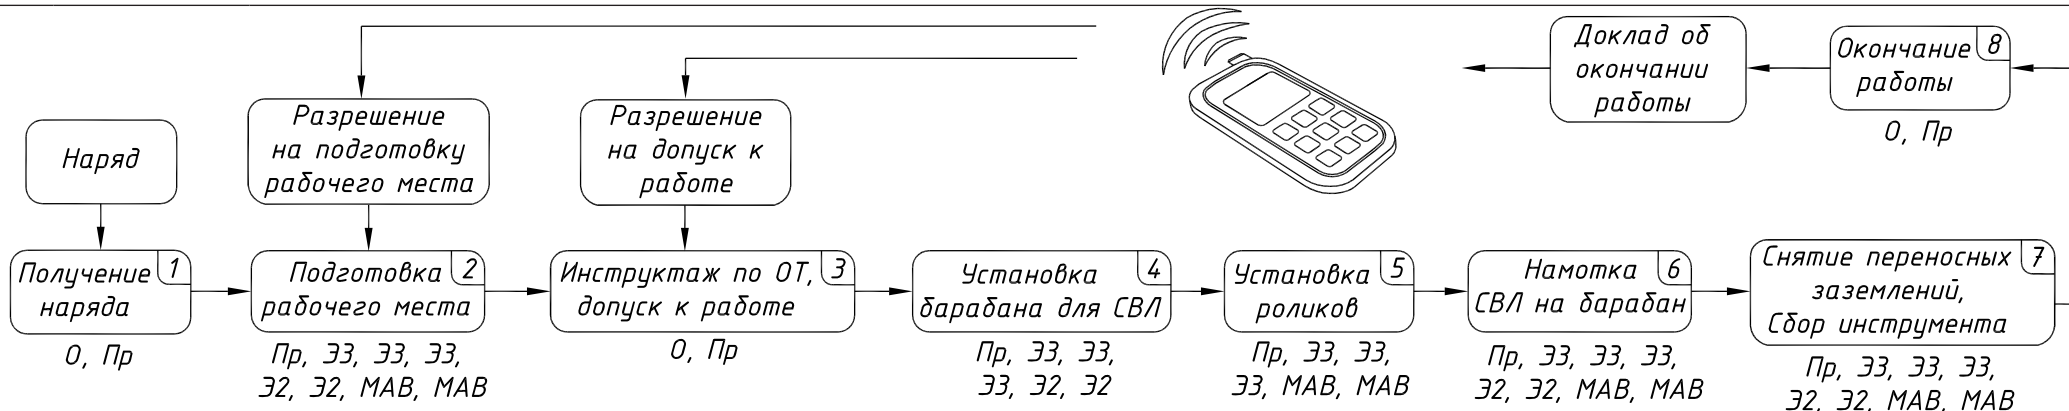 Наряд
Разрешение
на подготовку
рабочего места
Разрешение
на допуск к
работе
Доклад об
окончании
работы
Окончание 8
работы
О, Пр
Получение 1
наряда
О, Пр
Подготовка 2
рабочего места
Пр, Э3, Э3, Э3,
Э2, Э2, МАВ, МАВ
Инструктаж по ОТ, 3
допуск к работе
О, Пр
Установка 4
барабана для СВЛ
Пр, Э3, Э3,
Э3, Э2, Э2
Установка 5
роликов
Пр, Э3, Э3,
Э3, МАВ, МАВ
Намотка 6
СВЛ на барабан
Пр, Э3, Э3, Э3,
Э2, Э2, МАВ, МАВ
Снятие переносных 7
заземлений,
Сбор инструмента
Пр, Э3, Э3, Э3,
Э2, Э2, МАВ, МАВ